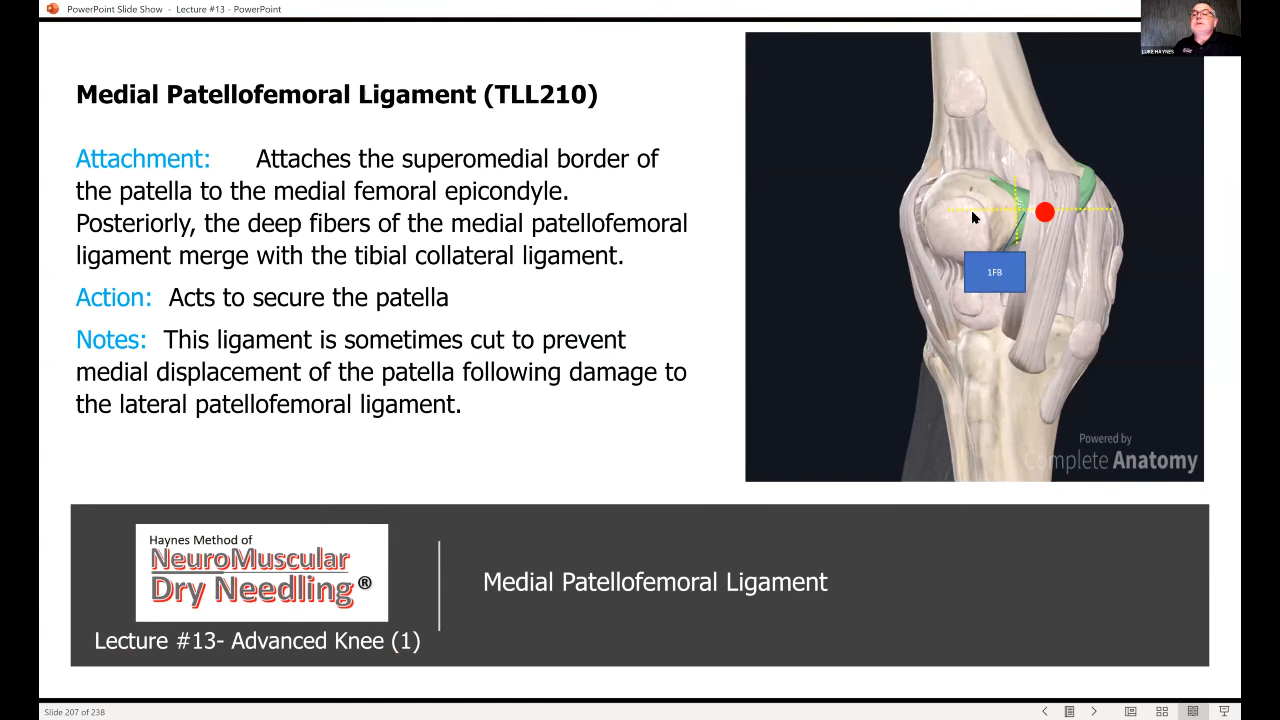 PowerPoint Slide Show - Lecture #13 - PowerPoint
LUKE HAYNES
Medial Patellofemoral Ligament (TLL210)
Attachment: Attaches the superomedial border of
the patella to the medial femoral epicondyle.
Posteriorly, the deep fibers of the medial patellofemoral
ligament merge with the tibial collateral ligament.
Action: Acts to secure the patella
Notes: This ligament is sometimes cut to prevent
medial displacement of the patella following damage to
the lateral patellofemoral ligament.
1FB
Powered by
Complete Anatomy
Haynes Method of
NeuroMuscular
Dry Needling®
Lecture #13- Advanced Knee (1)
Medial Patellofemoral Ligament
Slide 207 of 238